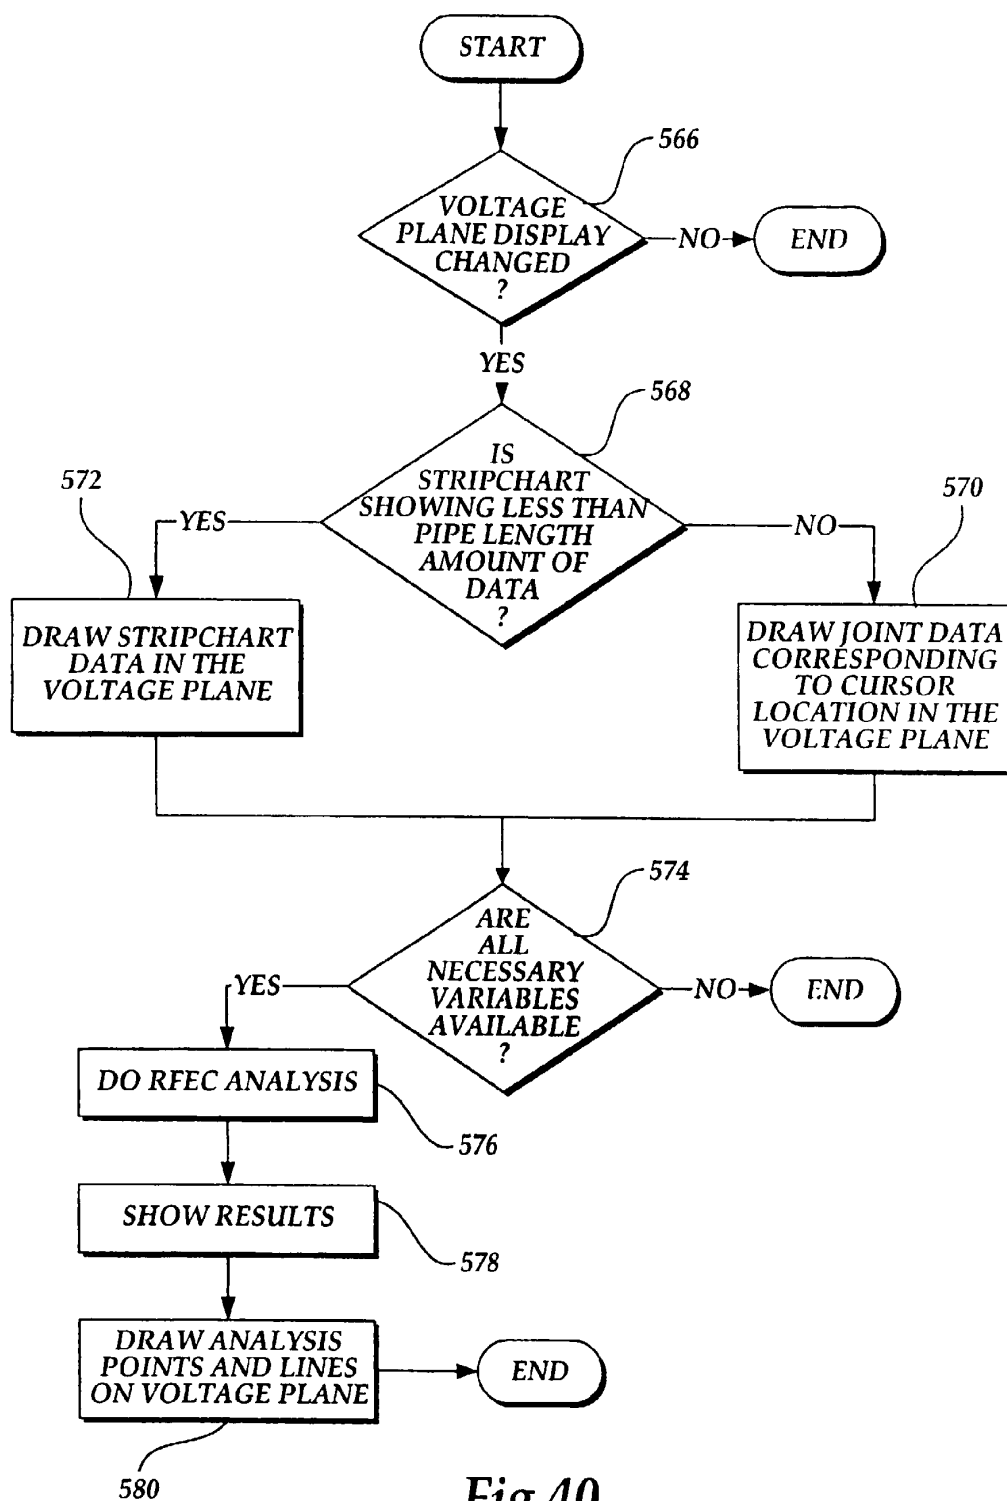 START
566
VOLTAGE
PLANE DISPLAY
CHANGED
?
NO
END
YES
568
IS
STRIPCHART
SHOWING LESS THAN
PIPE LENGTH
AMOUNT OF
DATA
?
572
YES
NO
570
DRAW STRIPCHART
DATA IN THE
VOLTAGE PLANE
DRAW JOINT DATA
CORRESPONDING
TO CURSOR
LOCATION IN THE
VOLTAGE PLANE
574
ARE
ALL
NECESSARY
VARIABLES
AVAILABLE
?
YES
NO
END
DO RFEC ANALYSIS
576
SHOW RESULTS
578
DRAW ANALYSIS
POINTS AND LINES
ON VOLTAGE PLANE
END
580
Fig.40